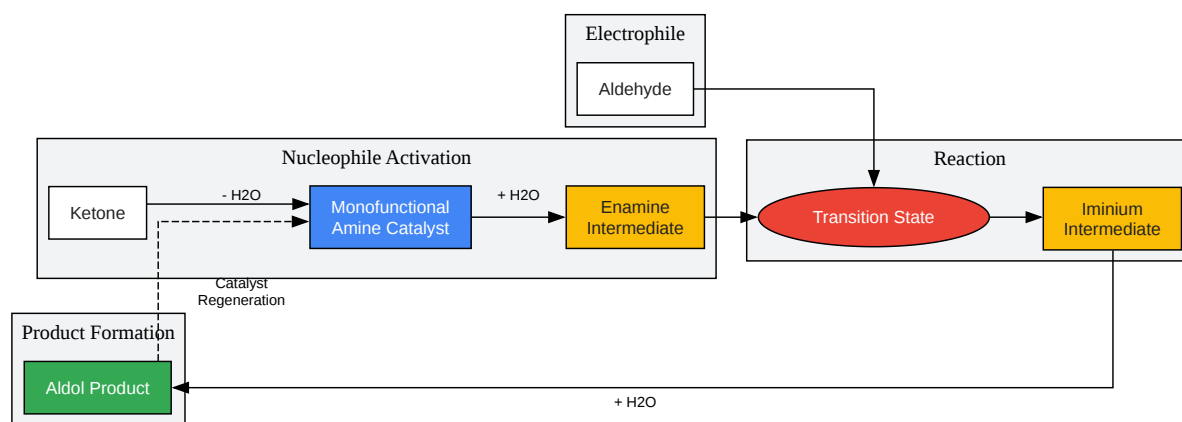 Electrophile
Aldehyde
Nucleophile Activation
Reaction
Ketone
- H2O
Monofunctional
Amine Catalyst
+ H2O
Enamine
Intermediate
Transition State
Iminium
Intermediate
Catalyst
Regeneration
Product Formation
Aldol Product
+ H2O